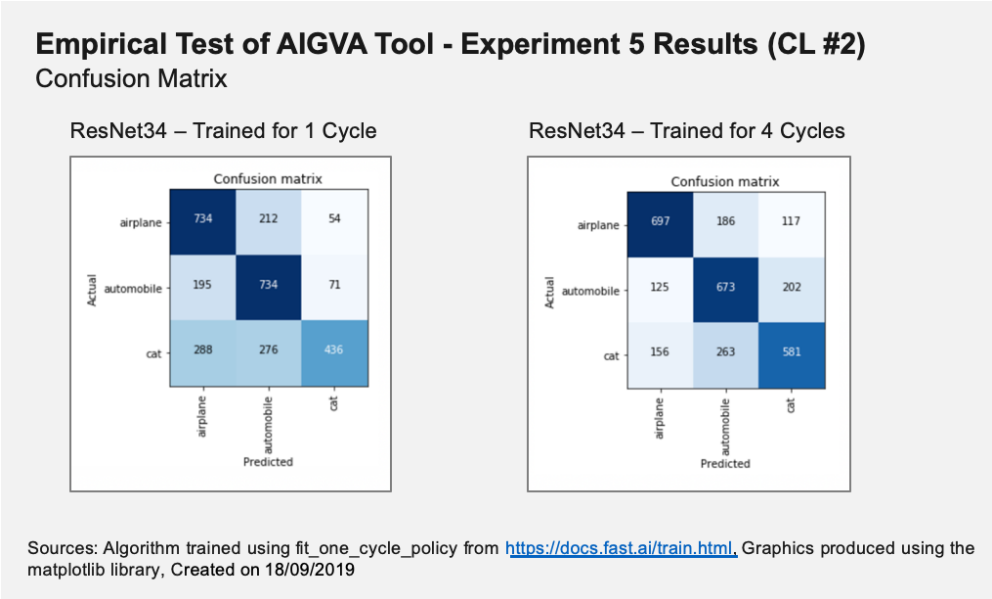 Empirical Test of AIGVA Tool - Experiment 5 Results (CL #2)
Confusion Matrix
ResNet34 – Trained for 1 Cycle
Confusion matrix
Actual
airplane 734 212 54
automobile 195 734 71
cat 288 276 436
airplane automobile cat
Predicted
ResNet34 – Trained for 4 Cycles
Confusion matrix
Actual
airplane 697 186 117
automobile 125 673 202
cat 156 263 581
airplane automobile cat
Predicted
Sources: Algorithm trained using fit_one_cycle_policy from https://docs.fast.ai/train.html, Graphics produced using the
matplotlib library, Created on 18/09/2019